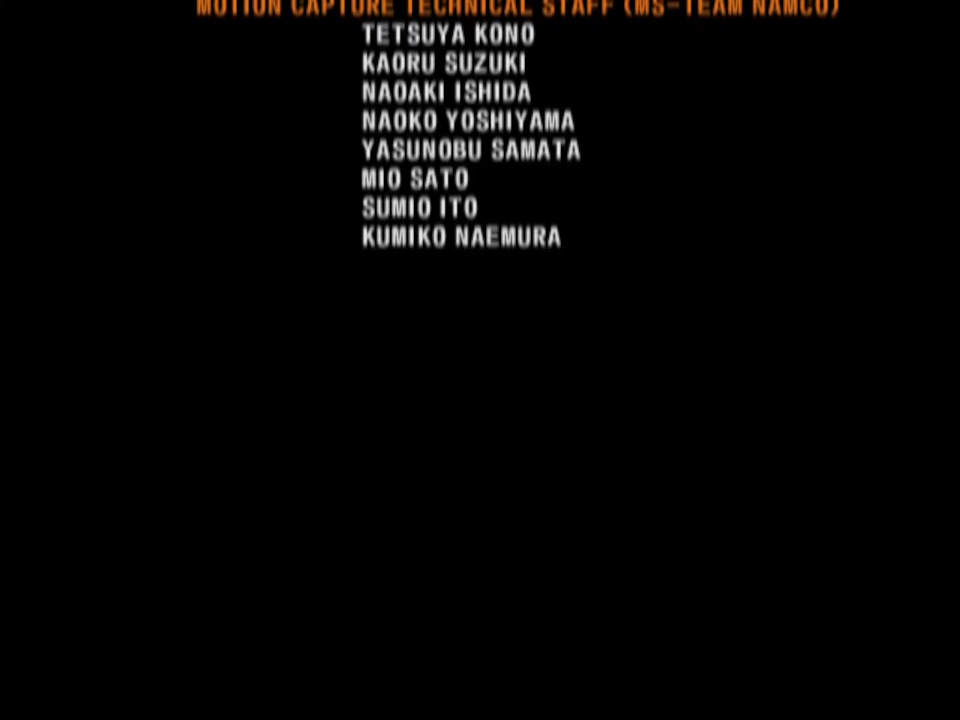 MOTION CAPTURE TECHNICAL STAFF (MS-TEAM NAMCO)
TETSUYA KONO
KAORU SUZUKI
NAOAKI ISHIDA
NAOKO YOSHIYAMA
YASUNOBU SAMATA
MIO SATO
SUMIO ITO
KUMIKO NAEMURA